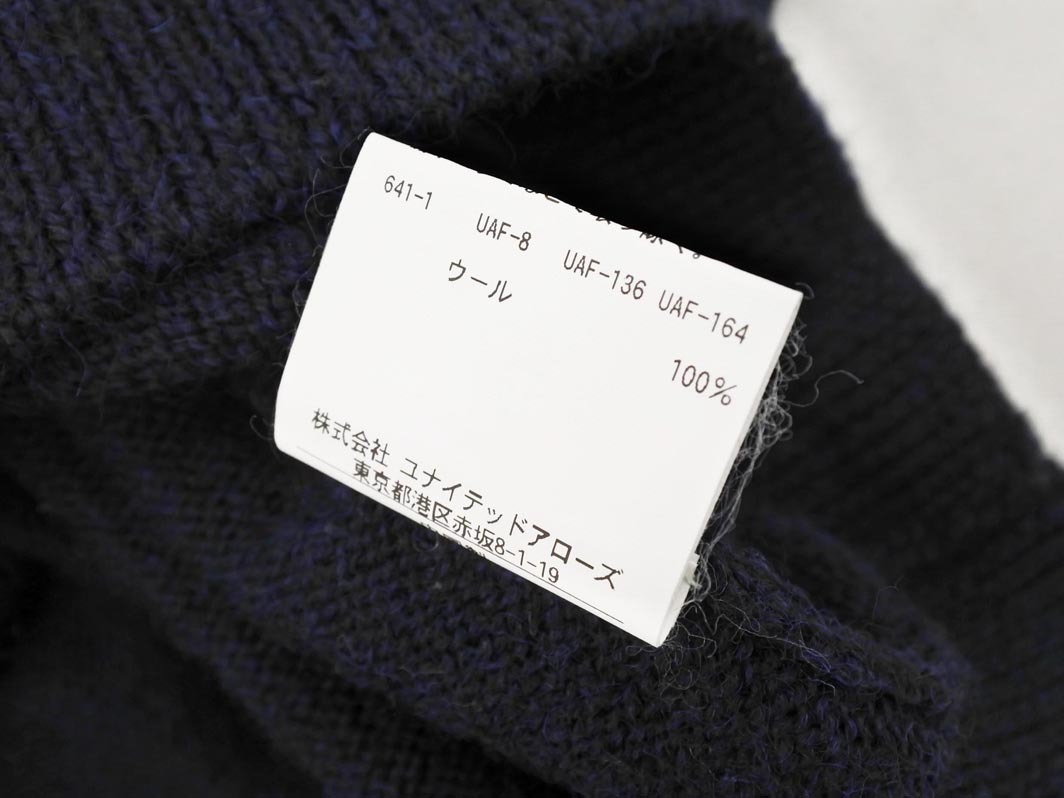 641-1 UAF-8 UAF-136 UAF-164
ウール
100%
株式会社 ユナイテッドアローズ
東京都港区赤坂8-1-19